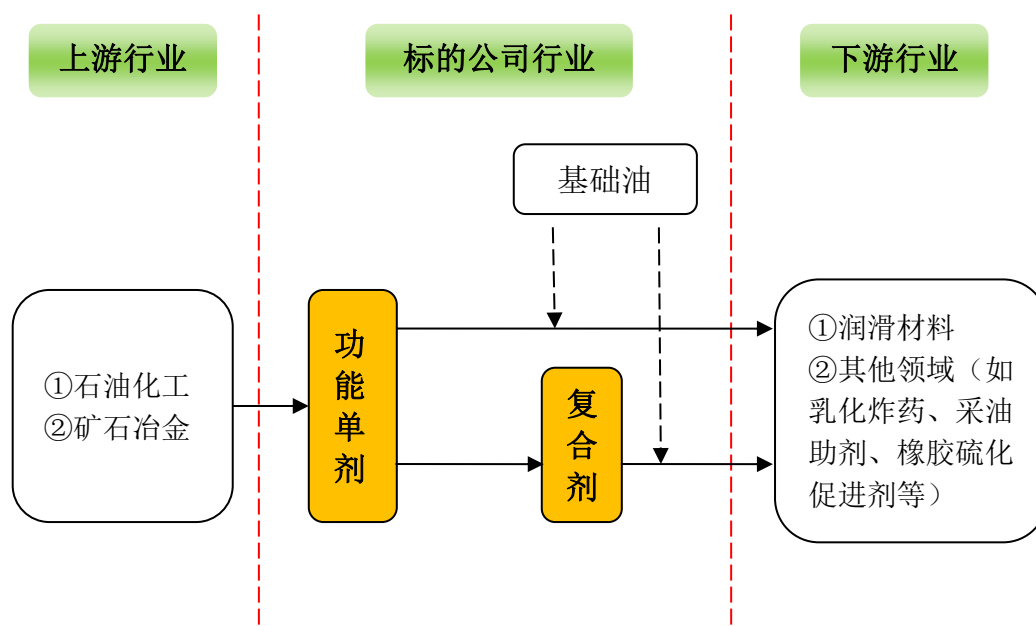 上游行业
标的公司行业
下游行业
基础油
①石油化工
②矿石冶金
功
能
单
剂
复
合
剂
①润滑材料
②其他领域（如
乳化炸药、采油
助剂、橡胶硫化
促进剂等）